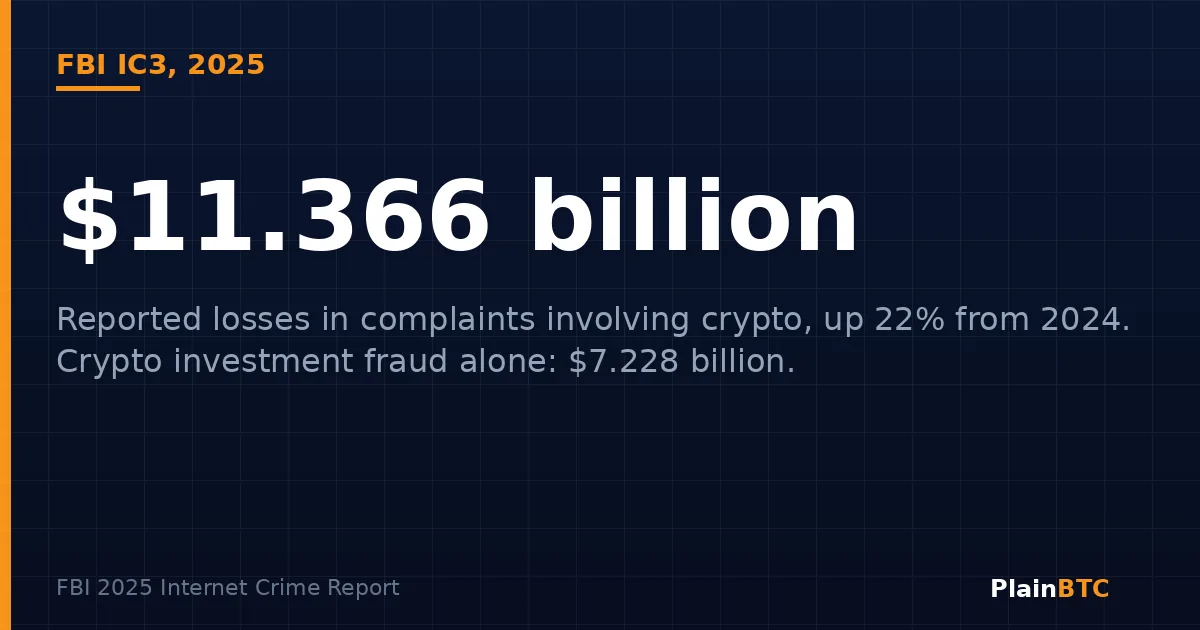 FBI IC3, 2025
$11.366 billion
Reported losses in complaints involving crypto, up 22% from 2024.
Crypto investment fraud alone: $7.228 billion.
FBI 2025 Internet Crime Report
PlainBTC